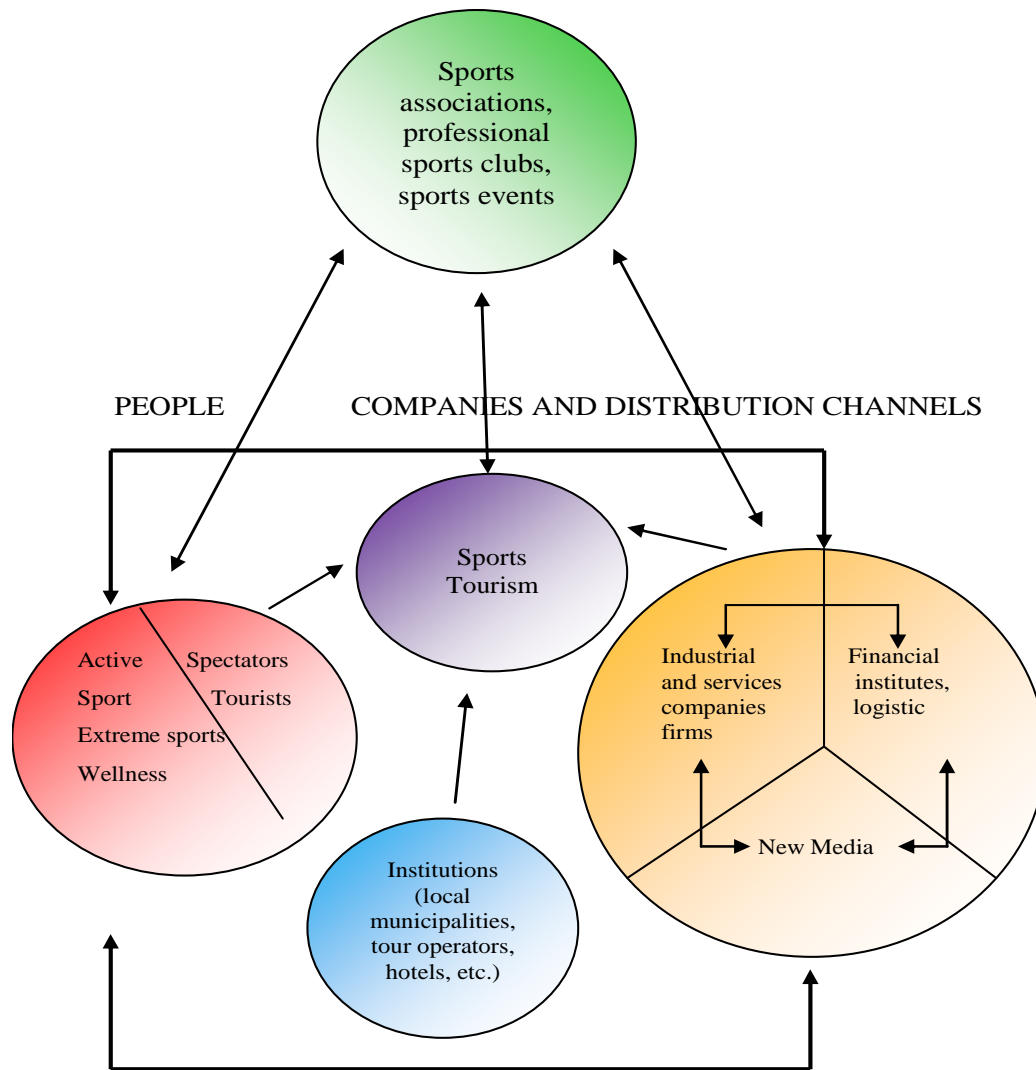 Sports
associations,
professional
sports clubs,
sports events
PEOPLE
COMPANIES AND DISTRIBUTION CHANNELS
Sports
Tourism
Active
Sport
Extreme sports
Wellness
Spectators
Tourists
Industrial
and services
companies
firms
Financial
institutes,
logistic
New Media
Institutions
(local
municipalities,
tour operators,
hotels, etc.)